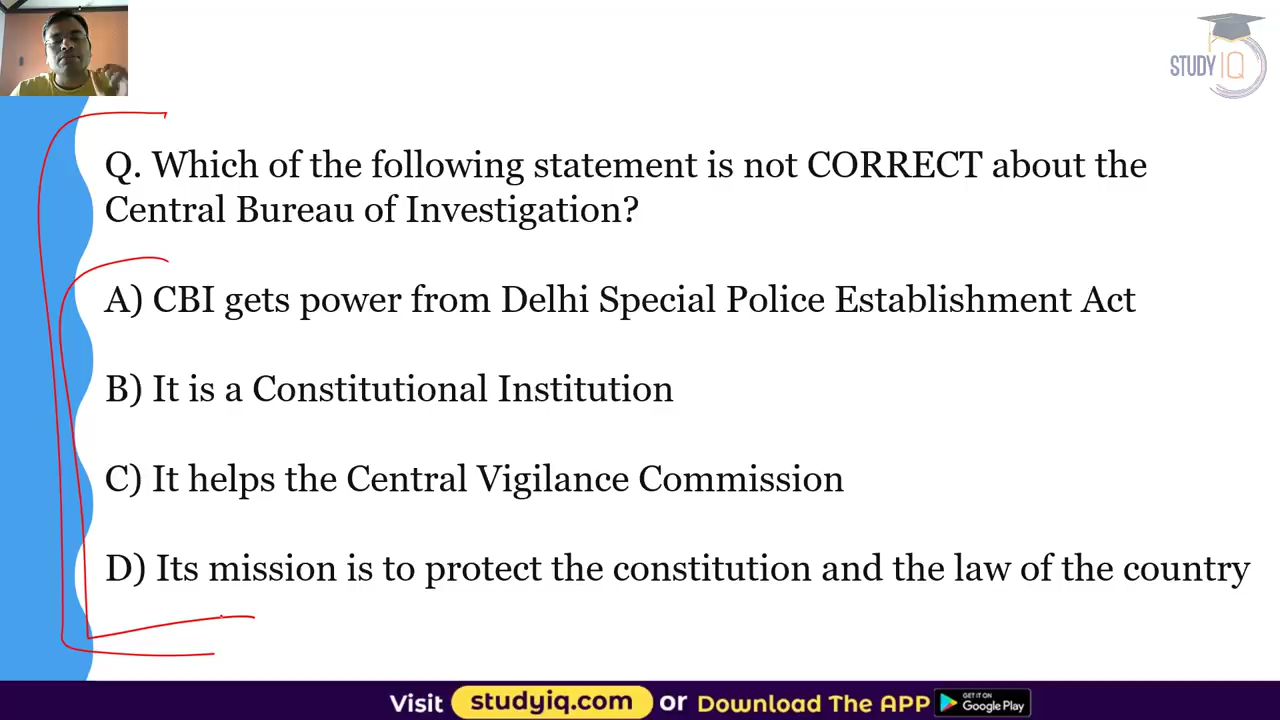 STUDY IQ
Q. Which of the following statement is not CORRECT about the
Central Bureau of Investigation?
A) CBI gets power from Delhi Special Police Establishment Act
B) It is a Constitutional Institution
C) It helps the Central Vigilance Commission
D) Its mission is to protect the constitution and the law of the country
Visit studyiq.com or Download The APP GET IT ON Google Play